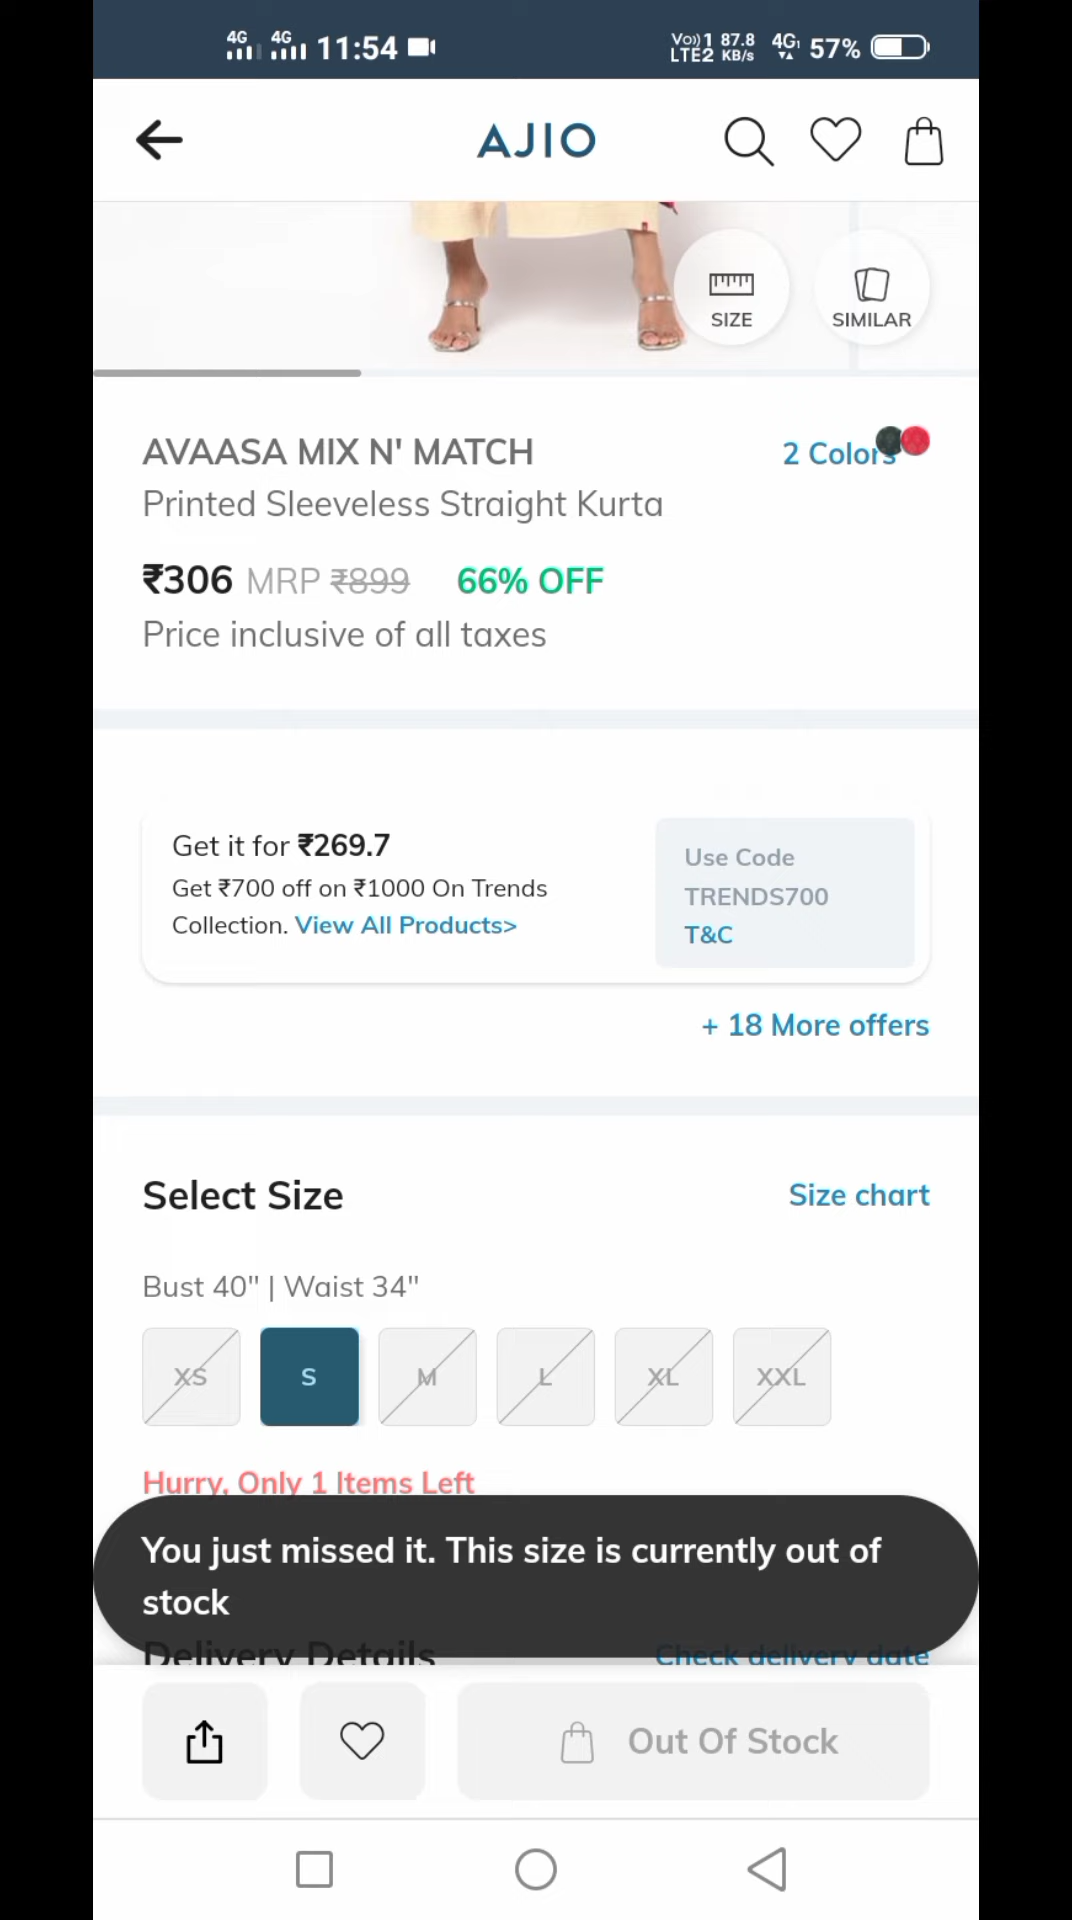 4G 4G 11:54 Vo))1 87.8 4G 57%
LTE2 KB/s
AJIO
SIZE SIMILAR
AVAASA MIX N' MATCH 2 Colors
Printed Sleeveless Straight Kurta
₹306 MRP ₹899 66% OFF
Price inclusive of all taxes
Get it for ₹269.7
Get ₹700 off on ₹1000 On Trends
Collection. View All Products>
Use Code
TRENDS700
T&C
+ 18 More offers
Select Size Size chart
Bust 40" | Waist 34"
XS S M L XL XXL
Hurry, Only 1 Items Left
You just missed it. This size is currently out of
stock
Delivery Details Check delivery date
Out Of Stock